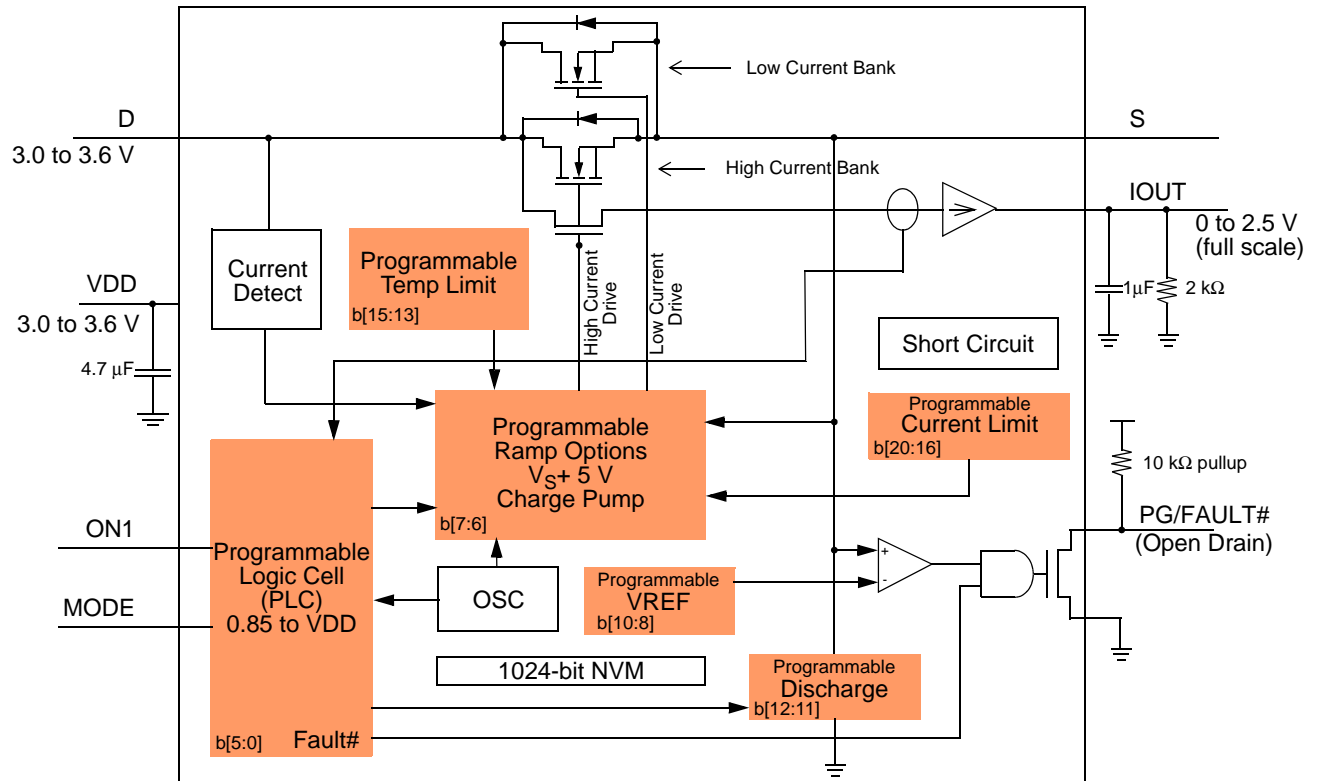 Low Current Bank
D
S
3.0 to 3.6 V
High Current Bank
IOUT
0 to 2.5 V
(full scale)
Current
Detect
Programmable
Temp Limit
b[15:13]
High Current
Drive
Low Current
Drive
VDD
3.0 to 3.6 V
4.7 μF
1μF
2 kΩ
Short Circuit
Programmable
Ramp Options
VS+ 5 V
Charge Pump
b[7:6]
Programmable
Current Limit
b[20:16]
10 kΩ pullup
PG/FAULT#
(Open Drain)
ON1
MODE
Programmable
Logic Cell
(PLC)
0.85 to VDD
b[5:0]
Fault#
OSC
Programmable
VREF
b[10:8]
+
-
1024-bit NVM
Programmable
Discharge
b[12:11]